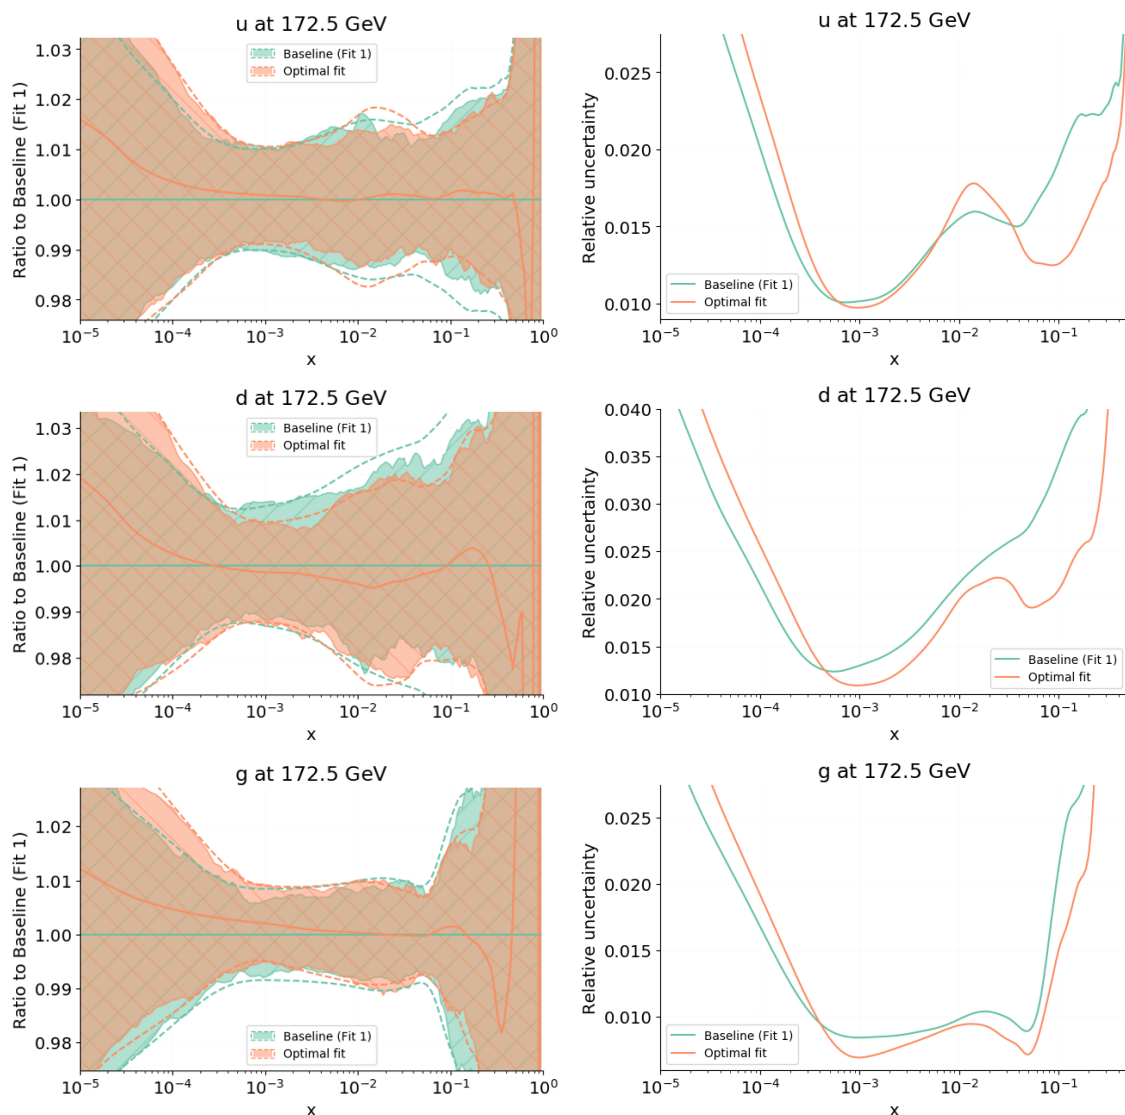 u at 172.5 GeV
Ratio to Baseline (Fit 1)
1.03
1.02
1.01
1.00
0.99
0.98
Baseline (Fit 1)
Optimal fit
10⁻⁵ 10⁻⁴ 10⁻³ 10⁻² 10⁻¹ 10⁰
x
u at 172.5 GeV
Relative uncertainty
0.025
0.020
0.015
0.010
Baseline (Fit 1)
Optimal fit
10⁻⁵ 10⁻⁴ 10⁻³ 10⁻² 10⁻¹
x
d at 172.5 GeV
Ratio to Baseline (Fit 1)
1.03
1.02
1.01
1.00
0.99
0.98
Baseline (Fit 1)
Optimal fit
10⁻⁵ 10⁻⁴ 10⁻³ 10⁻² 10⁻¹ 10⁰
x
d at 172.5 GeV
Relative uncertainty
0.040
0.035
0.030
0.025
0.020
0.015
0.010
Baseline (Fit 1)
Optimal fit
10⁻⁵ 10⁻⁴ 10⁻³ 10⁻² 10⁻¹
x
g at 172.5 GeV
Ratio to Baseline (Fit 1)
1.02
1.01
1.00
0.99
0.98
Baseline (Fit 1)
Optimal fit
10⁻⁵ 10⁻⁴ 10⁻³ 10⁻² 10⁻¹ 10⁰
x
g at 172.5 GeV
Relative uncertainty
0.025
0.020
0.015
0.010
Baseline (Fit 1)
Optimal fit
10⁻⁵ 10⁻⁴ 10⁻³ 10⁻² 10⁻¹
x